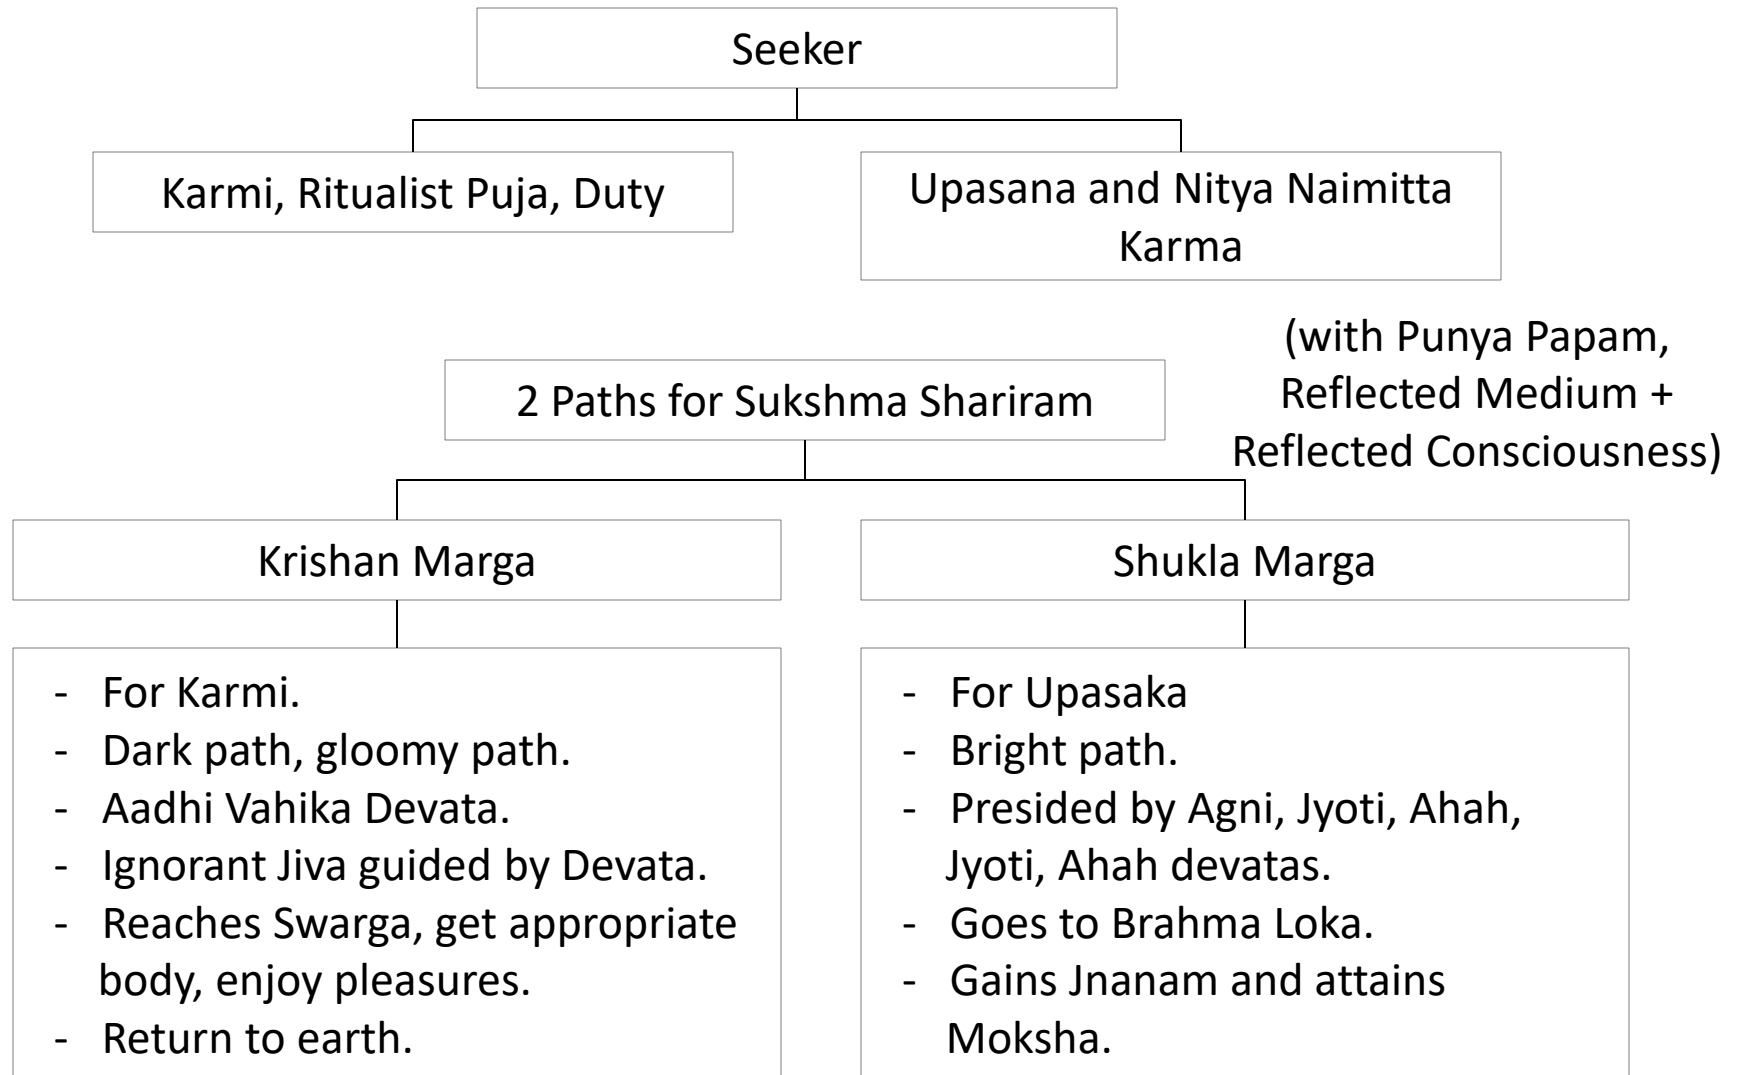 Seeker
Karmi, Ritualist Puja, Duty
Upasana and Nitya Naimitta
Karma
(with Punya Papam,
Reflected Medium +
Reflected Consciousness)
2 Paths for Sukshma Shariram
Krishan Marga
- For Karmi.
- Dark path, gloomy path.
- Aadhi Vahika Devata.
- Ignorant Jiva guided by Devata.
- Reaches Swarga, get appropriate
body, enjoy pleasures.
- Return to earth.
Shukla Marga
- For Upasaka
- Bright path.
- Presided by Agni, Jyoti, Ahah,
Jyoti, Ahah devatas.
- Goes to Brahma Loka.
- Gains Jnanam and attains
Moksha.